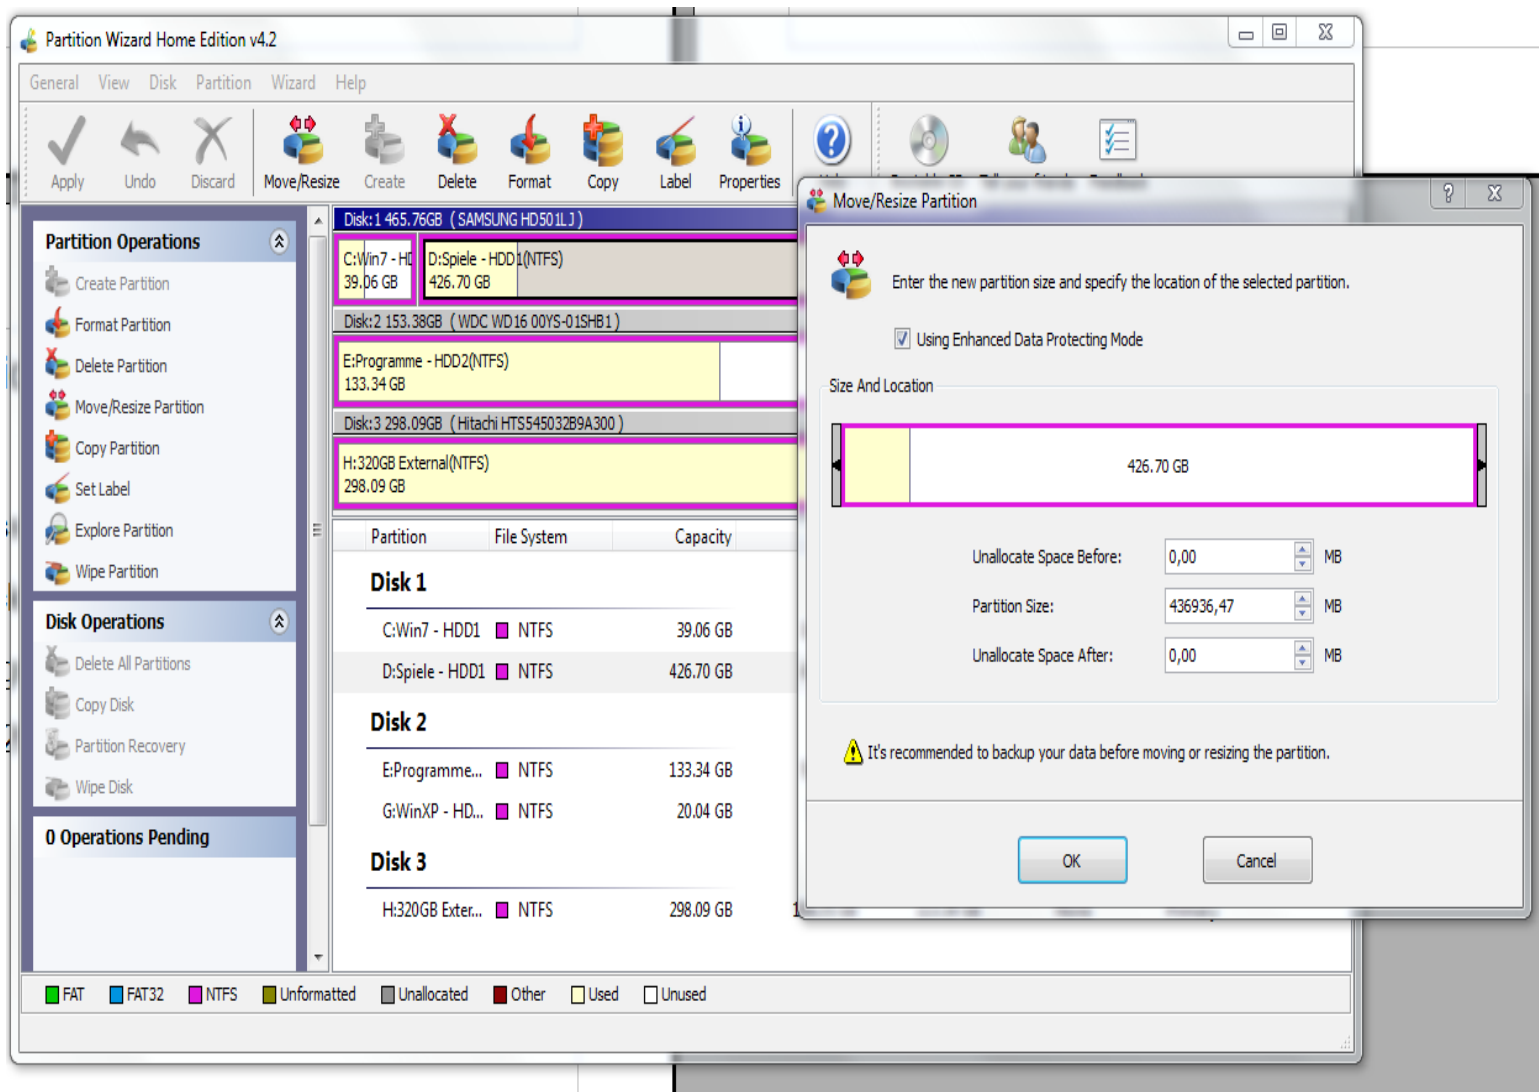 Partition Wizard Home Edition v4.2
General View Disk Partition Wizard Help
Apply Undo Discard Move/Resize Create Delete Format Copy Label Properties
Partition Operations
Create Partition
Format Partition
Delete Partition
Move/Resize Partition
Copy Partition
Set Label
Explore Partition
Wipe Partition
Disk Operations
Delete All Partitions
Copy Disk
Partition Recovery
Wipe Disk
0 Operations Pending
Disk:1 465.76GB (SAMSUNG HD501LJ)
C:Win7 - HD
39.06 GB
D:Spiele - HDD1(NTFS)
426.70 GB
Disk:2 153.38GB (WDC WD16 00YS-01SHB1)
E:Programme - HDD2(NTFS)
133.34 GB
Disk:3 298.09GB (Hitachi HTS545032B9A300)
H:320GB External(NTFS)
298.09 GB
Partition File System Capacity
Disk 1
C:Win7 - HDD1 NTFS 39.06 GB
D:Spiele - HDD1 NTFS 426.70 GB
Disk 2
E:Programme... NTFS 133.34 GB
G:WinXP - HD... NTFS 20.04 GB
Disk 3
H:320GB Exter... NTFS 298.09 GB
FAT FAT32 NTFS Unformatted Unallocated Other Used Unused
Move/Resize Partition
Enter the new partition size and specify the location of the selected partition.
Using Enhanced Data Protecting Mode
Size And Location
426.70 GB
Unallocate Space Before: 0,00 MB
Partition Size: 436936,47 MB
Unallocate Space After: 0,00 MB
It's recommended to backup your data before moving or resizing the partition.
OK Cancel